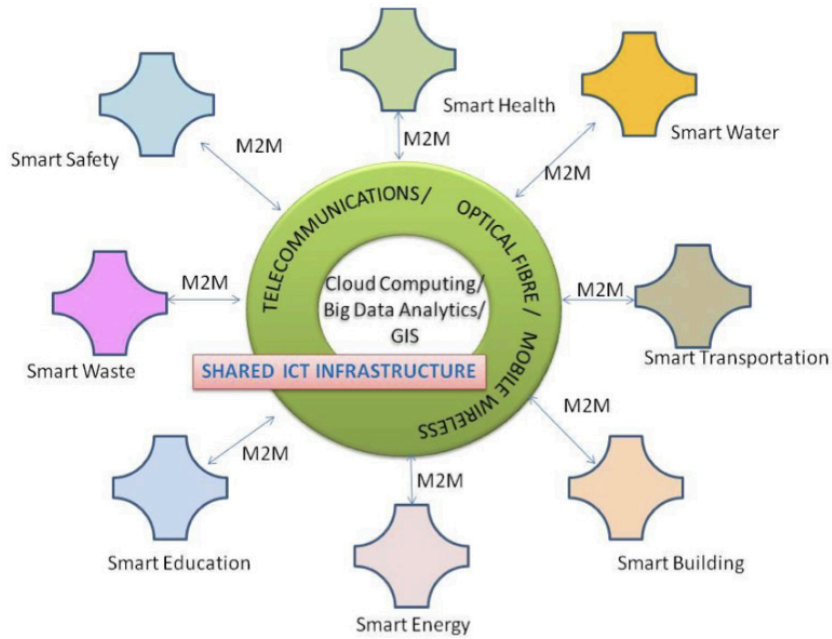 Smart Health
Smart Water
Smart Safety
M2M
M2M
M2M
TELECOMMUNICATIONS/ OPTICAL FIBRE / MOBILE WIRELESS
Cloud Computing/
Big Data Analytics/
GIS
M2M
M2M
Smart Waste
Smart Transportation
SHARED ICT INFRASTRUCTURE
M2M
M2M
M2M
Smart Education
Smart Building
Smart Energy